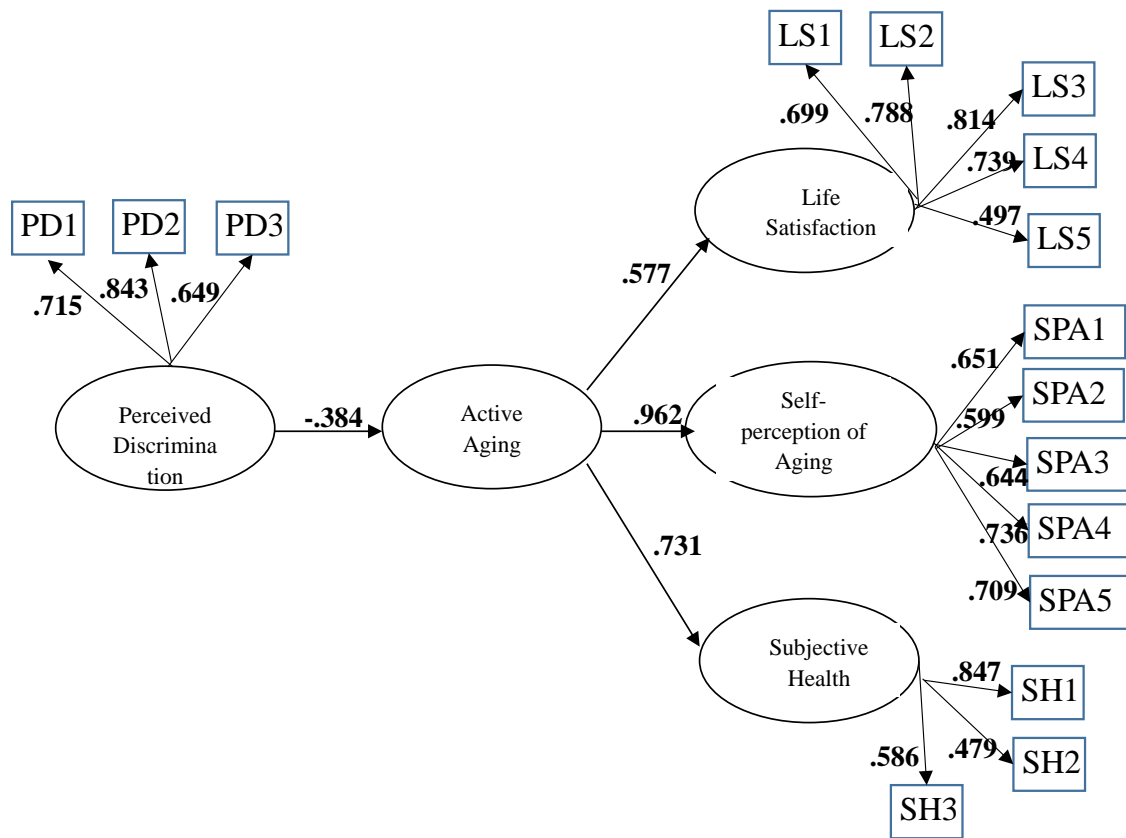 LS1
LS2
LS3
.699
.788
.814
LS4
.739
Life
Satisfaction
PD1
PD2
PD3
.497
LS5
.715
.843
.649
.577
SPA1
.651
SPA2
Perceived
Discrimina
tion
-.384
Active
Aging
.962
Self-
perception of
Aging
.599
SPA3
.644
SPA4
.736
.731
.709
SPA5
Subjective
Health
.847
SH1
.586
.479
SH2
SH3